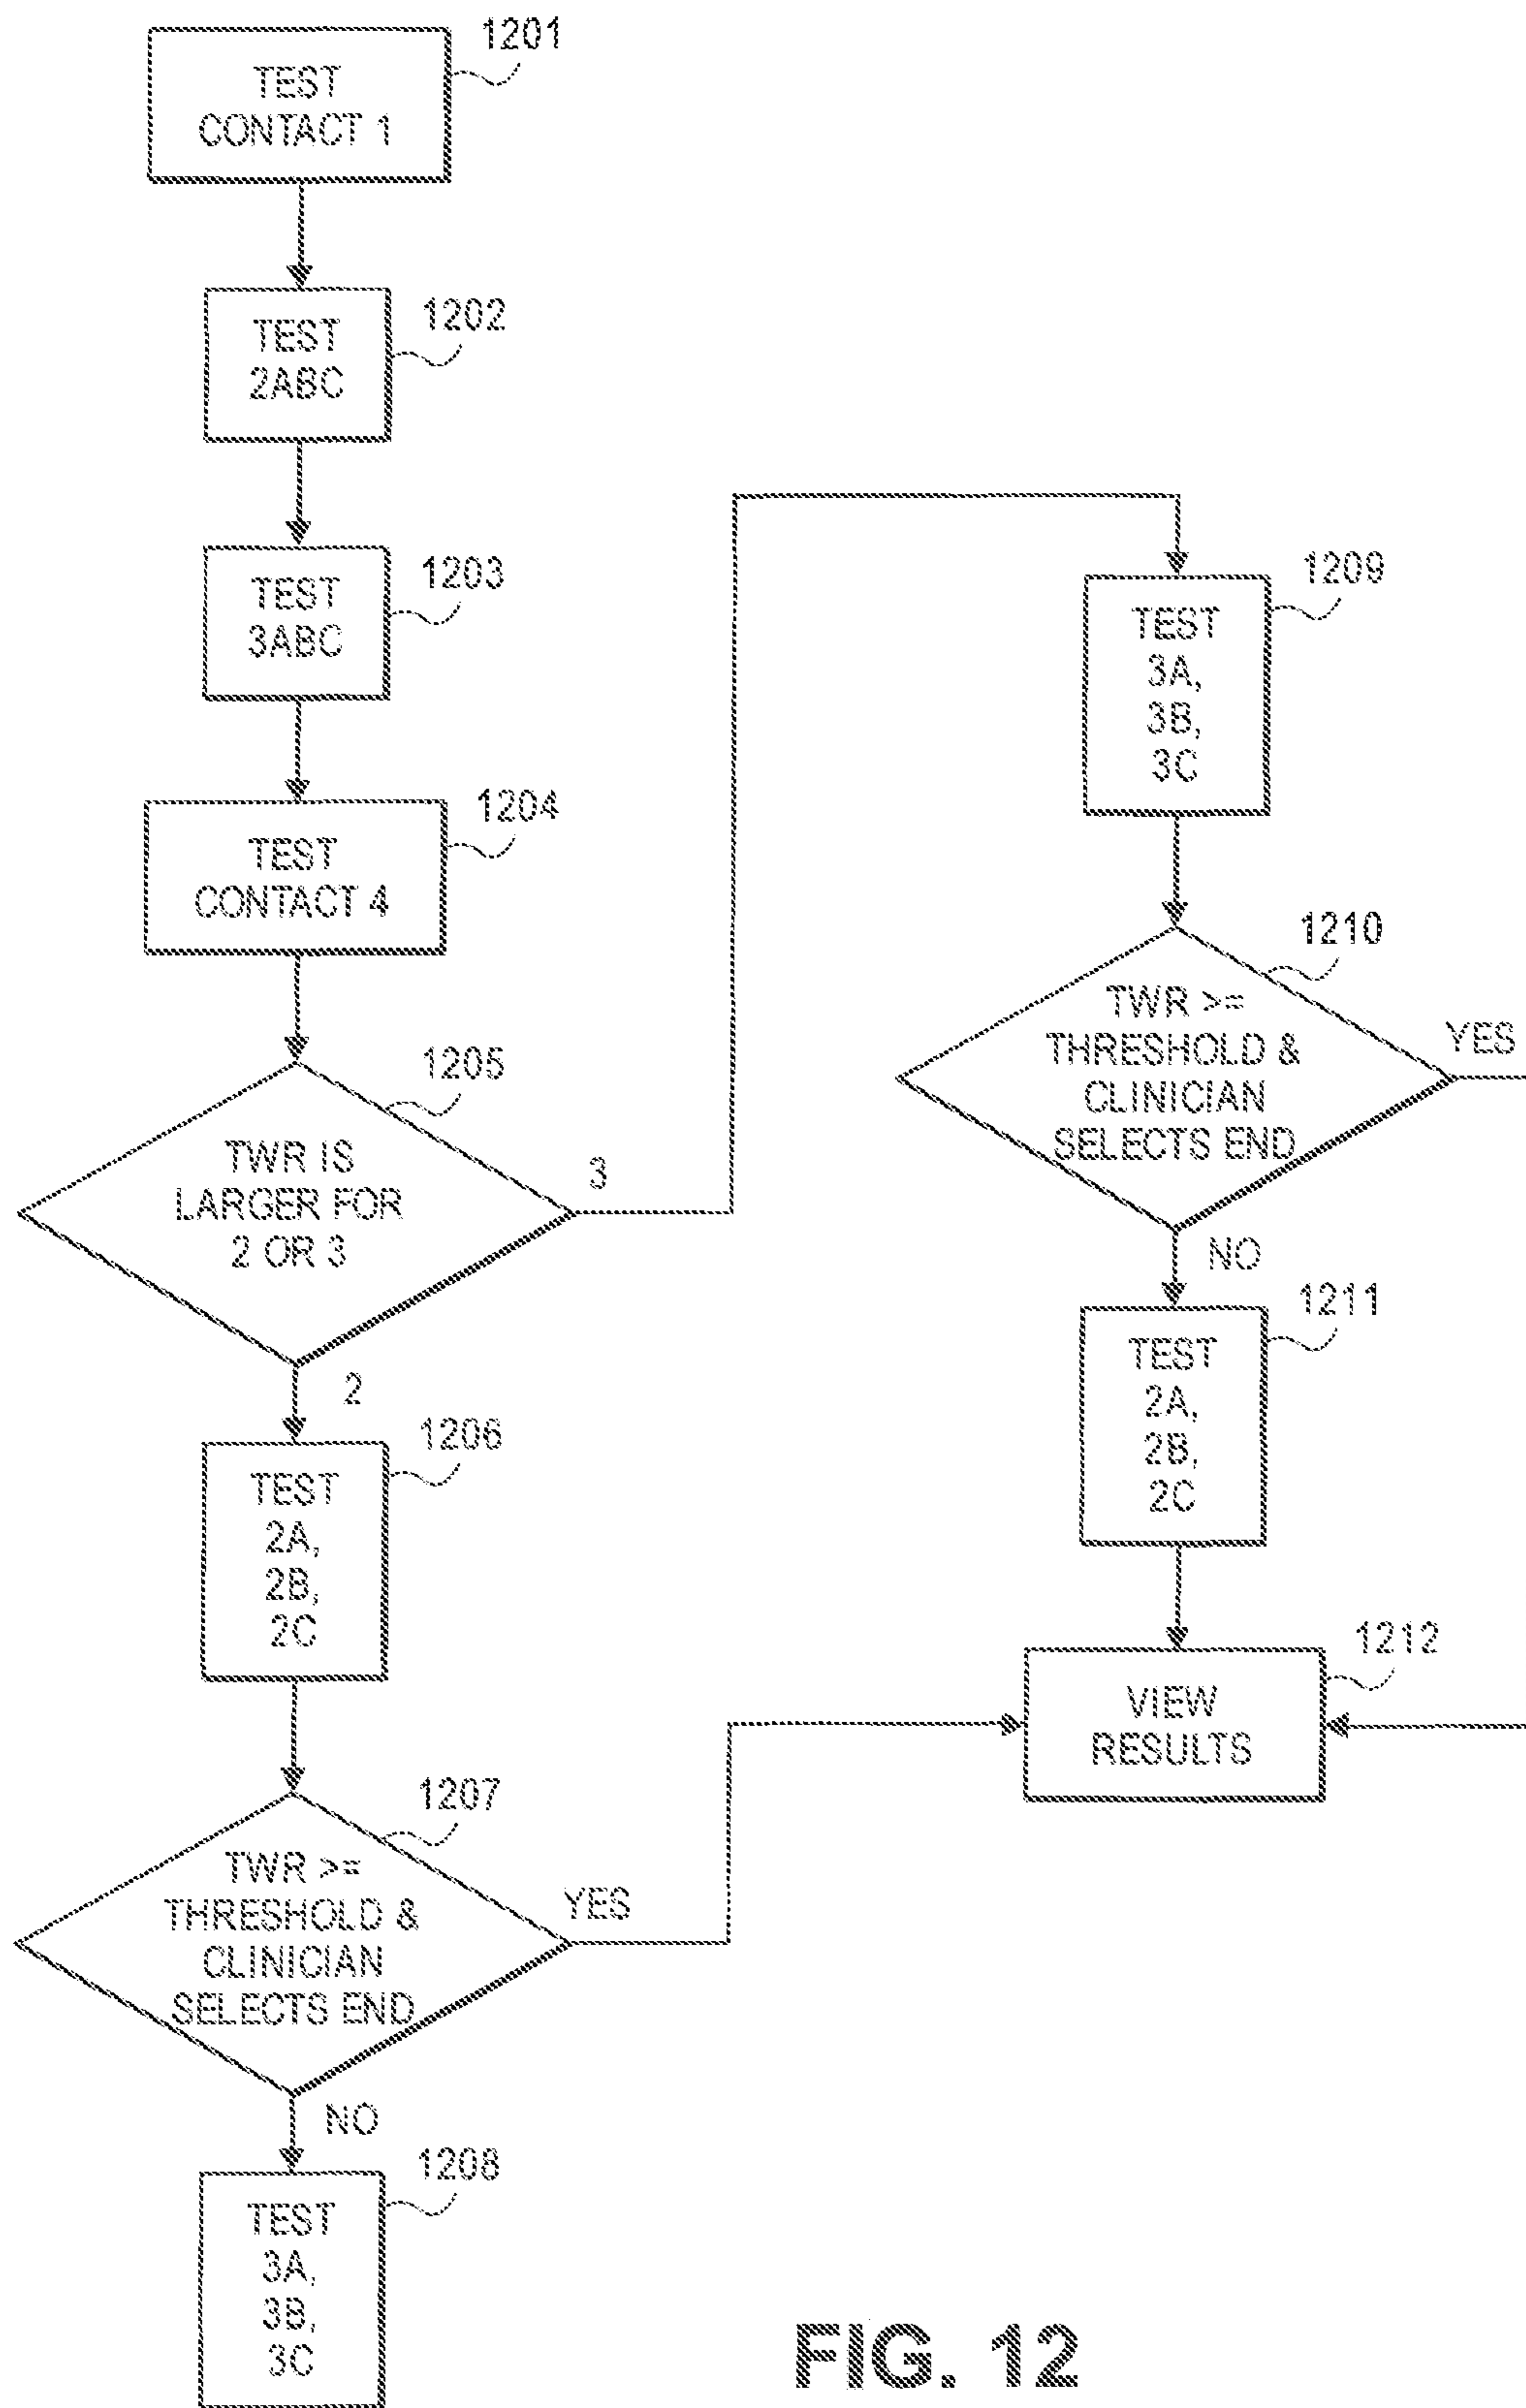 1201
TEST
CONTACT 1
1202
TEST
2ABC
1203
TEST
3ABC
1204
TEST
CONTACT 4
1205
TWR IS
LARGER FOR
2 OR 3
3
2
1206
TEST
2A,
2B,
2C
1207
TWR >=
THRESHOLD &
CLINICIAN
SELECTS END
YES
NO
1208
TEST
3A,
3B,
3C
1209
TEST
3A,
3B,
3C
1210
TWR >=
THRESHOLD &
CLINICIAN
SELECTS END
YES
NO
1211
TEST
2A,
2B,
2C
1212
VIEW
RESULTS
FIG. 12